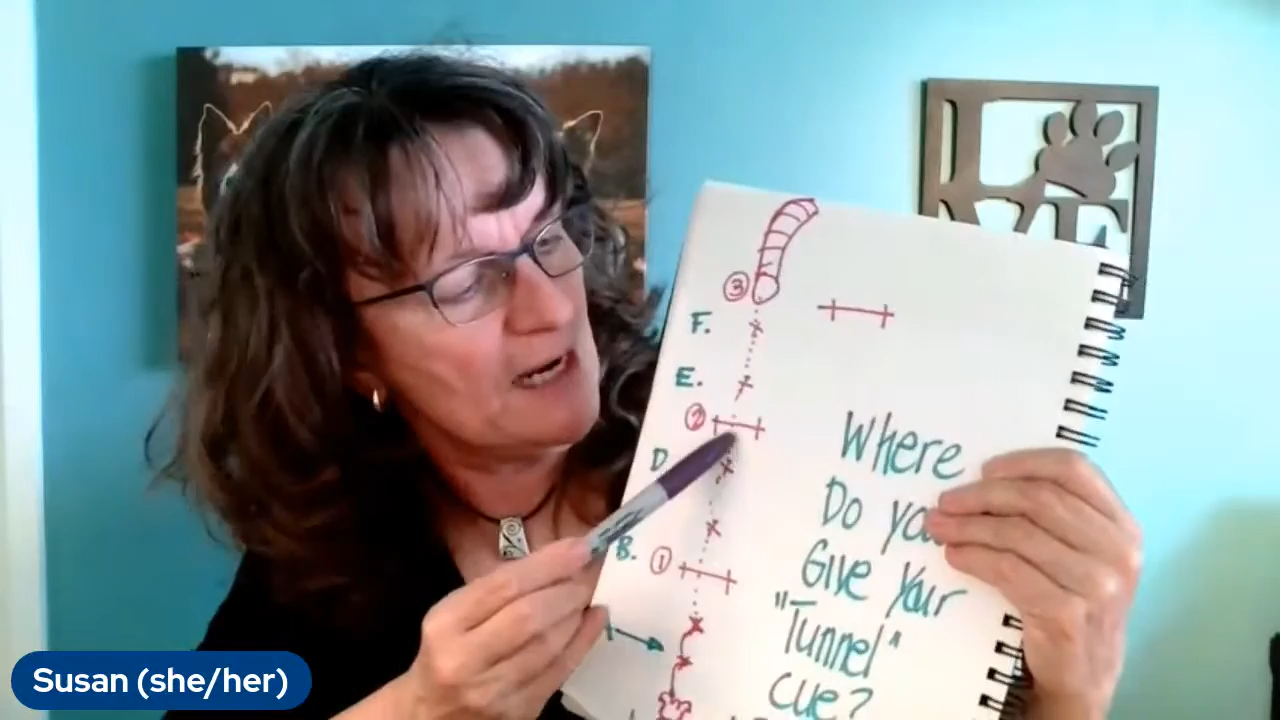 3
F.
E.
2
Where
D
Do you
B.
1
Give Your
"Tunnel"
Cue?
Susan (she/her)